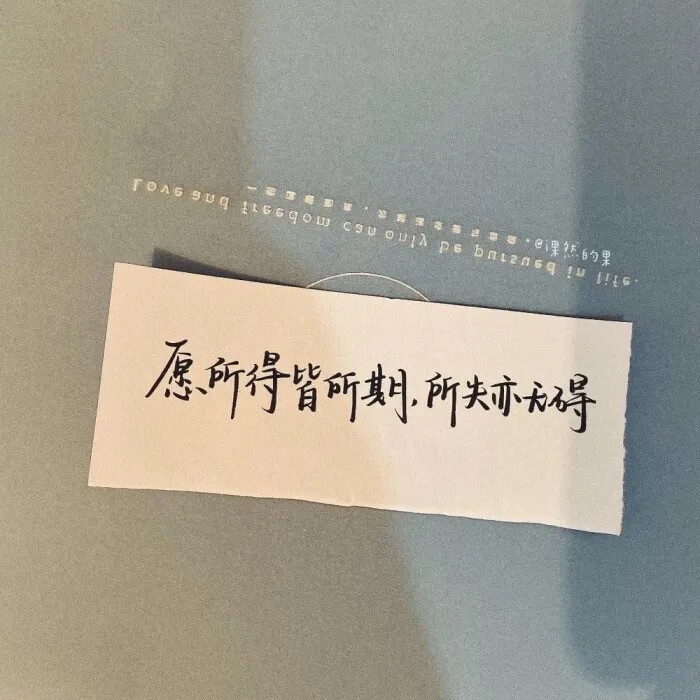 @课然的果
Love and freedom can only be pursued in life.
愿所得皆所期,所失亦无碍